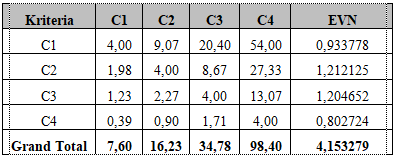 Kriteria C1 C2 C3 C4 EVN
C1 4,00 9,07 20,40 54,00 0,933778
C2 1,98 4,00 8,67 27,33 1,212125
C3 1,23 2,27 4,00 13,07 1,204652
C4 0,39 0,90 1,71 4,00 0,802724
Grand Total 7,60 16,23 34,78 98,40 4,153279